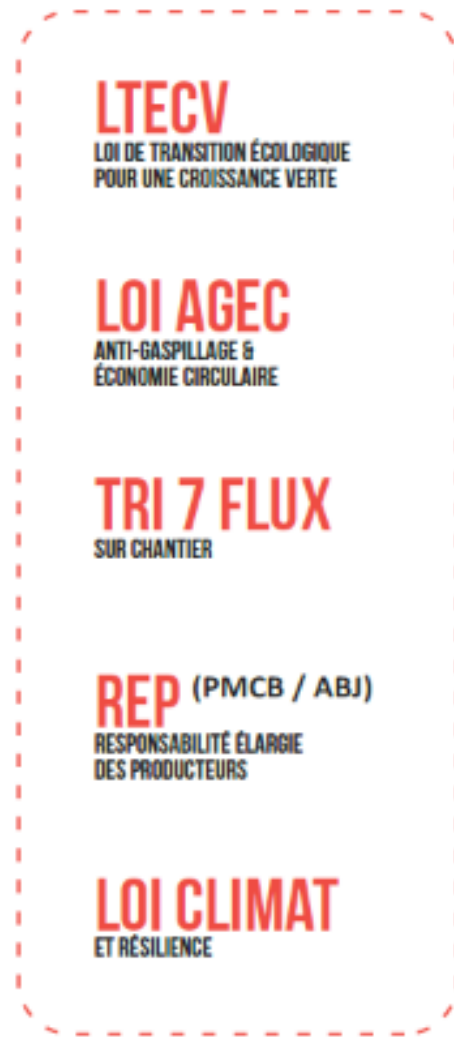 LTECV
LOI DE TRANSITION ÉCOLOGIQUE
POUR UNE CROISSANCE VERTE
LOI AGEC
ANTI-GASPILLAGE &
ÉCONOMIE CIRCULAIRE
TRI 7 FLUX
SUR CHANTIER
REP (PMCB / ABJ)
RESPONSABILITÉ ÉLARGIE
DES PRODUCTEURS
LOI CLIMAT
ET RÉSILIENCE